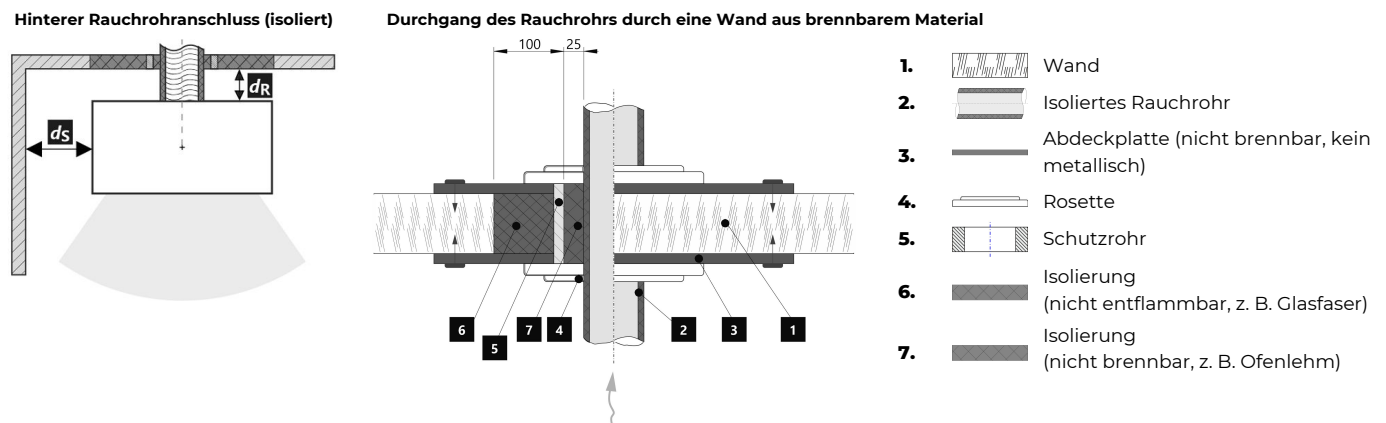 Hinterer Rauchrohranschluss (isoliert)
dR
dS
Durchgang des Rauchrohrs durch eine Wand aus brennbarem Material
100 25
6 5 7 4 2 3 1
1. Wand
2. Isoliertes Rauchrohr
3. Abdeckplatte (nicht brennbar, kein
metallisch)
4. Rosette
5. Schutzrohr
6. Isolierung
(nicht entflammbar, z. B. Glasfaser)
7. Isolierung
(nicht brennbar, z. B. Ofenlehm)